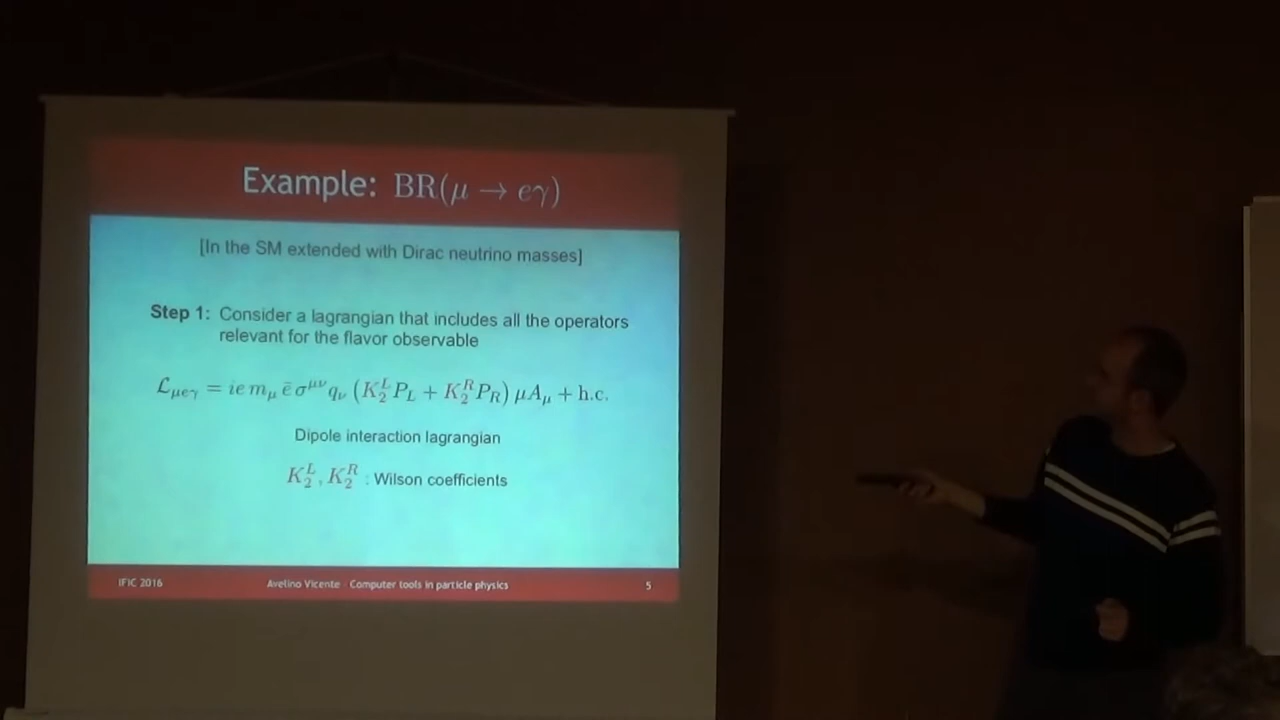 Example: BR(μ → eγ)
[In the SM extended with Dirac neutrino masses]
Step 1: Consider a lagrangian that includes all the operators
relevant for the flavor observable
ℒ_{μeγ} = i e m_μ ē σ^{μν} q_ν (K_2^L P_L + K_2^R P_R) μ A_μ + h.c.
Dipole interaction lagrangian
K_2^L, K_2^R : Wilson coefficients
IFIC 2016 Avelino Vicente - Computer tools in particle physics 5